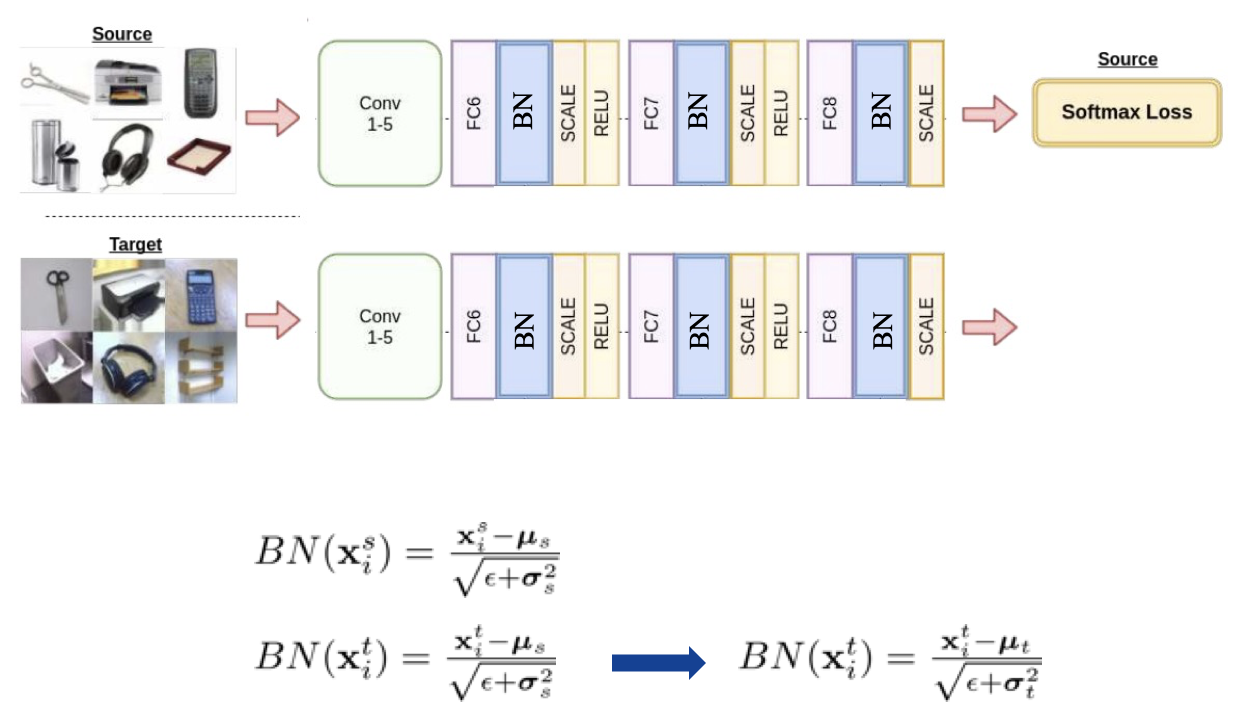 Source
Conv
1-5
FC6
BN
SCALE
RELU
FC7
BN
SCALE
RELU
FC8
BN
SCALE
Source
Softmax Loss
Target
Conv
1-5
FC6
BN
SCALE
RELU
FC7
BN
SCALE
RELU
FC8
BN
SCALE
$BN(\mathbf{x}_i^s) = \frac{\mathbf{x}_i^s - \boldsymbol{\mu}_s}{\sqrt{\epsilon + \boldsymbol{\sigma}_s^2}}$
$BN(\mathbf{x}_i^t) = \frac{\mathbf{x}_i^t - \boldsymbol{\mu}_s}{\sqrt{\epsilon + \boldsymbol{\sigma}_s^2}}$
$BN(\mathbf{x}_i^t) = \frac{\mathbf{x}_i^t - \boldsymbol{\mu}_t}{\sqrt{\epsilon + \boldsymbol{\sigma}_t^2}}$